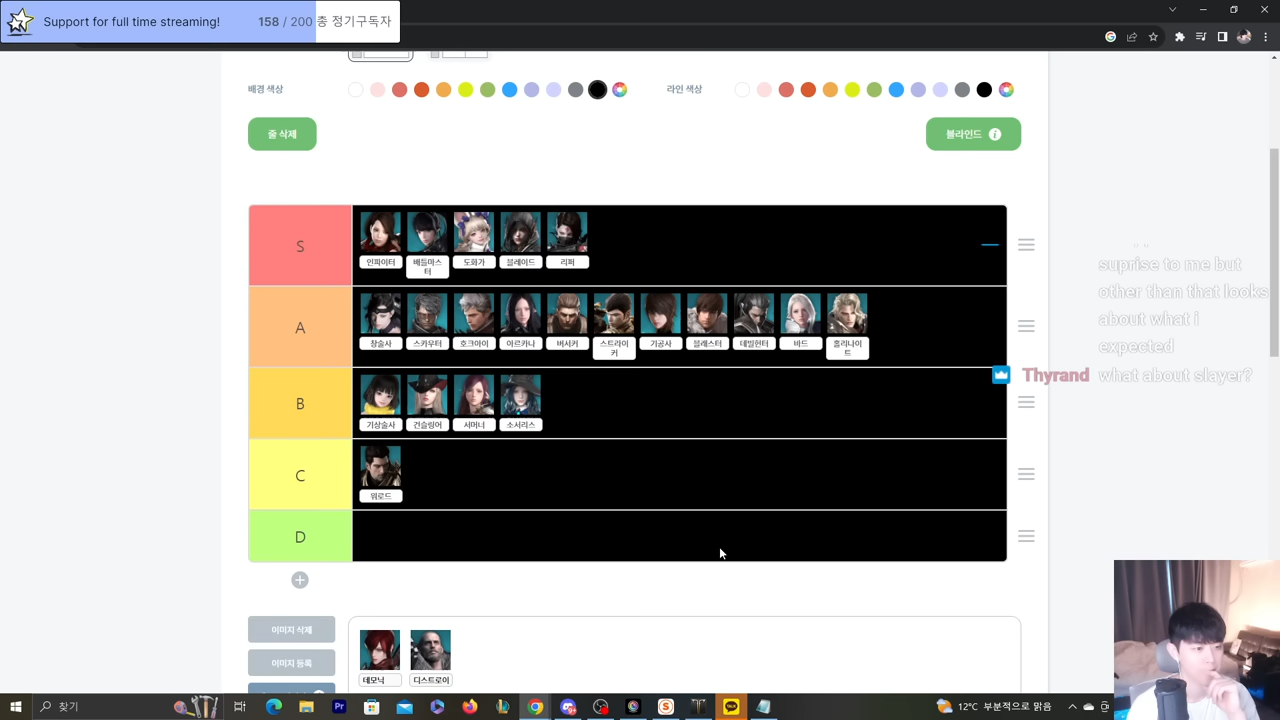 Support for full time streaming! 158 / 200 총 정기구독자
배경 색상
라인 색상
줄 삭제
블라인드 i
S
인파이터
배틀마스
터
도화가
블레이드
리퍼
A
창술사
스카우터
호크아이
아르카나
버서커
스트라이
커
기공사
블래스터
데빌헌터
바드
홀리나이
트
B
기상술사
건슬링어
서머너
소서리스
C
워로드
D
suprise to me but
other than that looks
about what i
expected
Thyrand what about slayer?
이미지 삭제
이미지 등록
데모닉
디스트로이
찾기
12°C 부분적으로 맑음